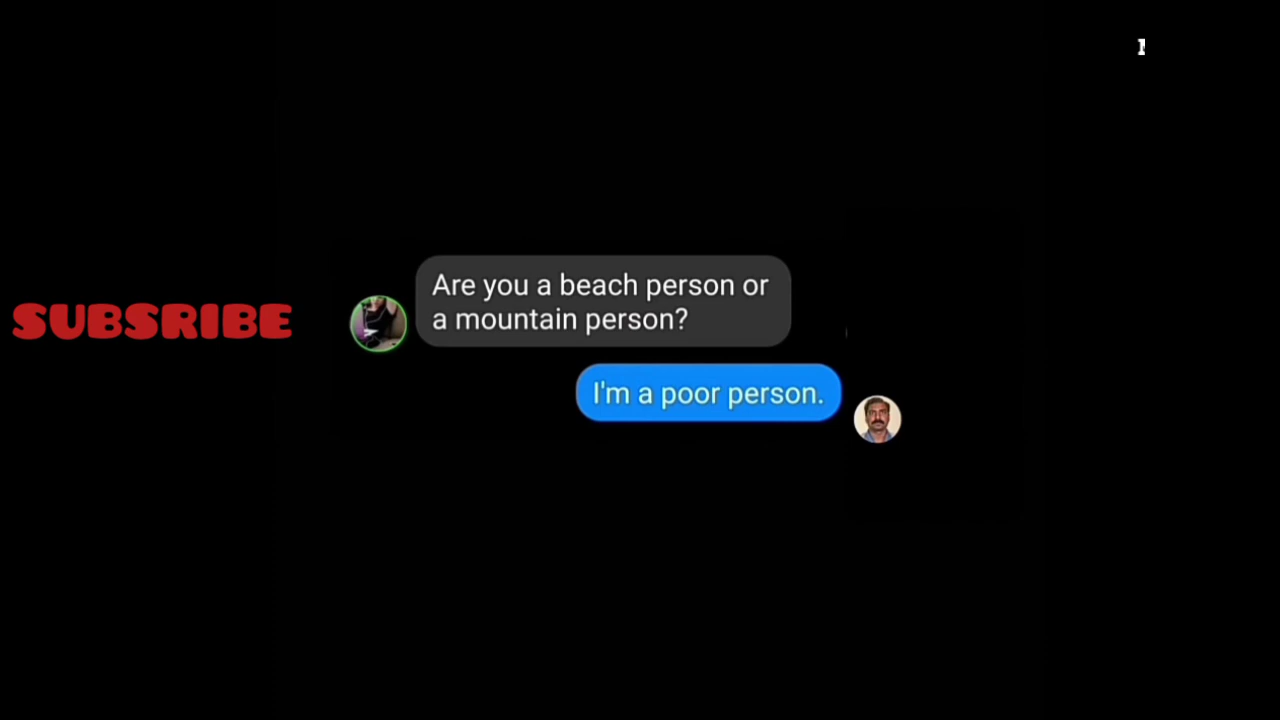 Are you a beach person or
a mountain person?
SUBSRIBE
I'm a poor person.